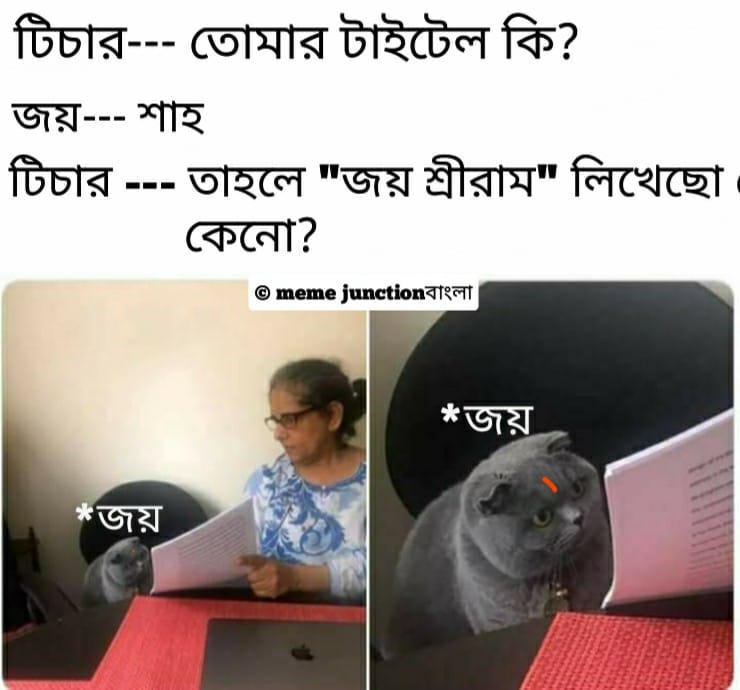 টিচার--- তোমার টাইটেল কি?
জয়--- শাহ
টিচার --- তাহলে "জয় শ্রীরাম" লিখেছো
কেনো?
© meme junctionবাংলা
*জয়
*জয়